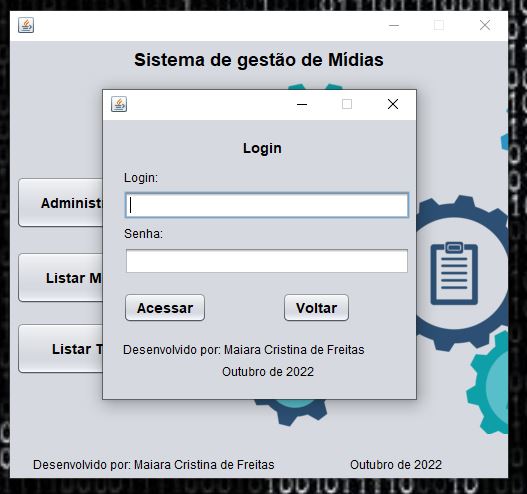 Sistema de gestão de Mídias
Login
Login:
Senha:
Acessar
Voltar
Desenvolvido por: Maiara Cristina de Freitas
Outubro de 2022
Listar
Listar
Desenvolvido por: Maiara Cristina de Freitas
Outubro de 2022